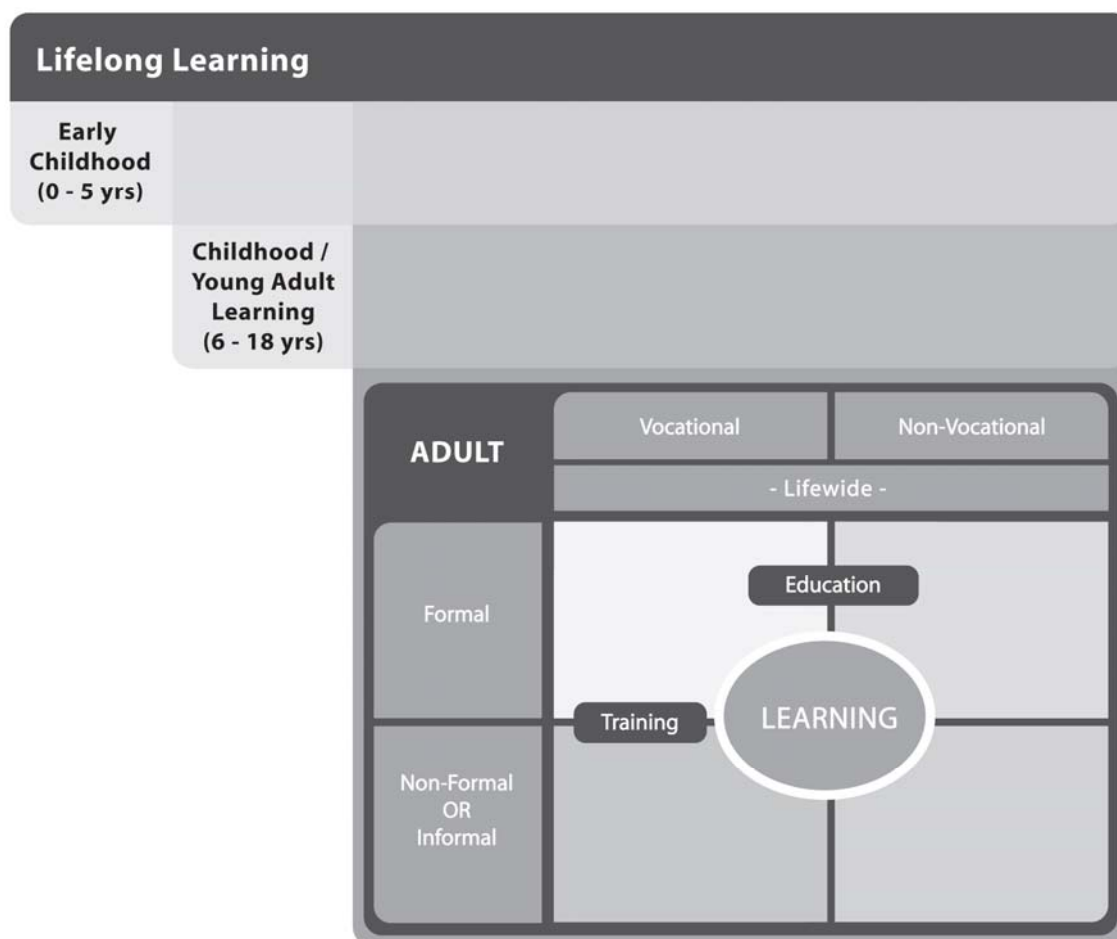 Lifelong Learning
Early
Childhood
(0 - 5 yrs)
Childhood /
Young Adult
Learning
(6 - 18 yrs)
ADULT
Vocational
Non-Vocational
- Lifewide -
Formal
Education
Training
LEARNING
Non-Formal
OR
Informal